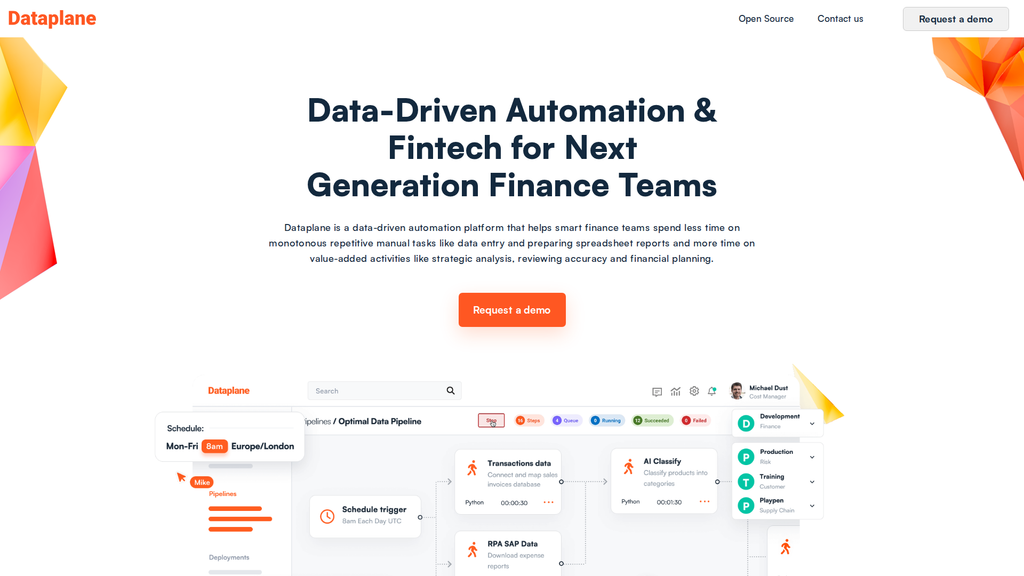 Dataplane
Open Source
Contact us
Request a demo
Data-Driven Automation &
Fintech for Next
Generation Finance Teams
Dataplane is a data-driven automation platform that helps smart finance teams spend less time on
monotonous repetitive manual tasks like data entry and preparing spreadsheet reports and more time on
value-added activities like strategic analysis, reviewing accuracy and financial planning.
Request a demo
Dataplane
Search
Michael Dust
Cost Manager
Pipelines / Optimal Data Pipeline
Stop
Steps
4 Queue
0 Running
12 Succeeded
0 Failed
Development
Finance
Schedule:
Mon-Fri 8am Europe/London
Mike
Pipelines
Deployments
Schedule trigger
8am Each Day UTC
Transactions data
Connect and map sales
invoices database
Python 00:00:30
RPA SAP Data
Download expense
reports
AI Classify
Classify products into
categories
Python 00:01:30
D
P
Production
Risk
T
Training
Customer
P
Playpen
Supply Chain